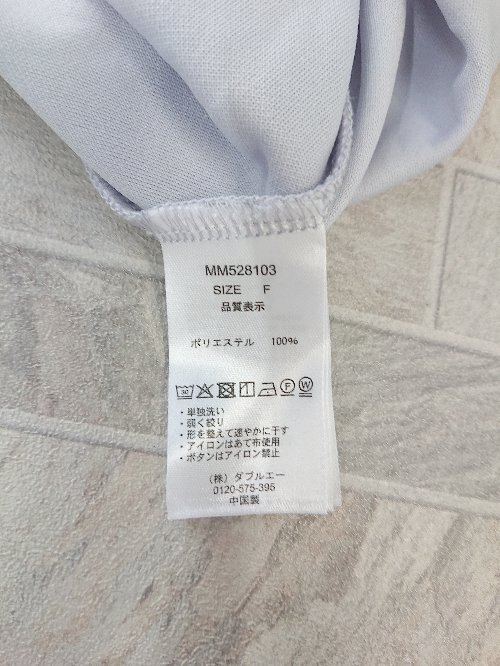 MM528103
SIZE F
品質表示
ポリエステル 100%
30 F W
・単独洗い
・弱く絞り
・形を整えて速やかに干す
・アイロンはあて布使用
・ボタンはアイロン禁止
(株)ダブルエー
0120-575-395
中国製